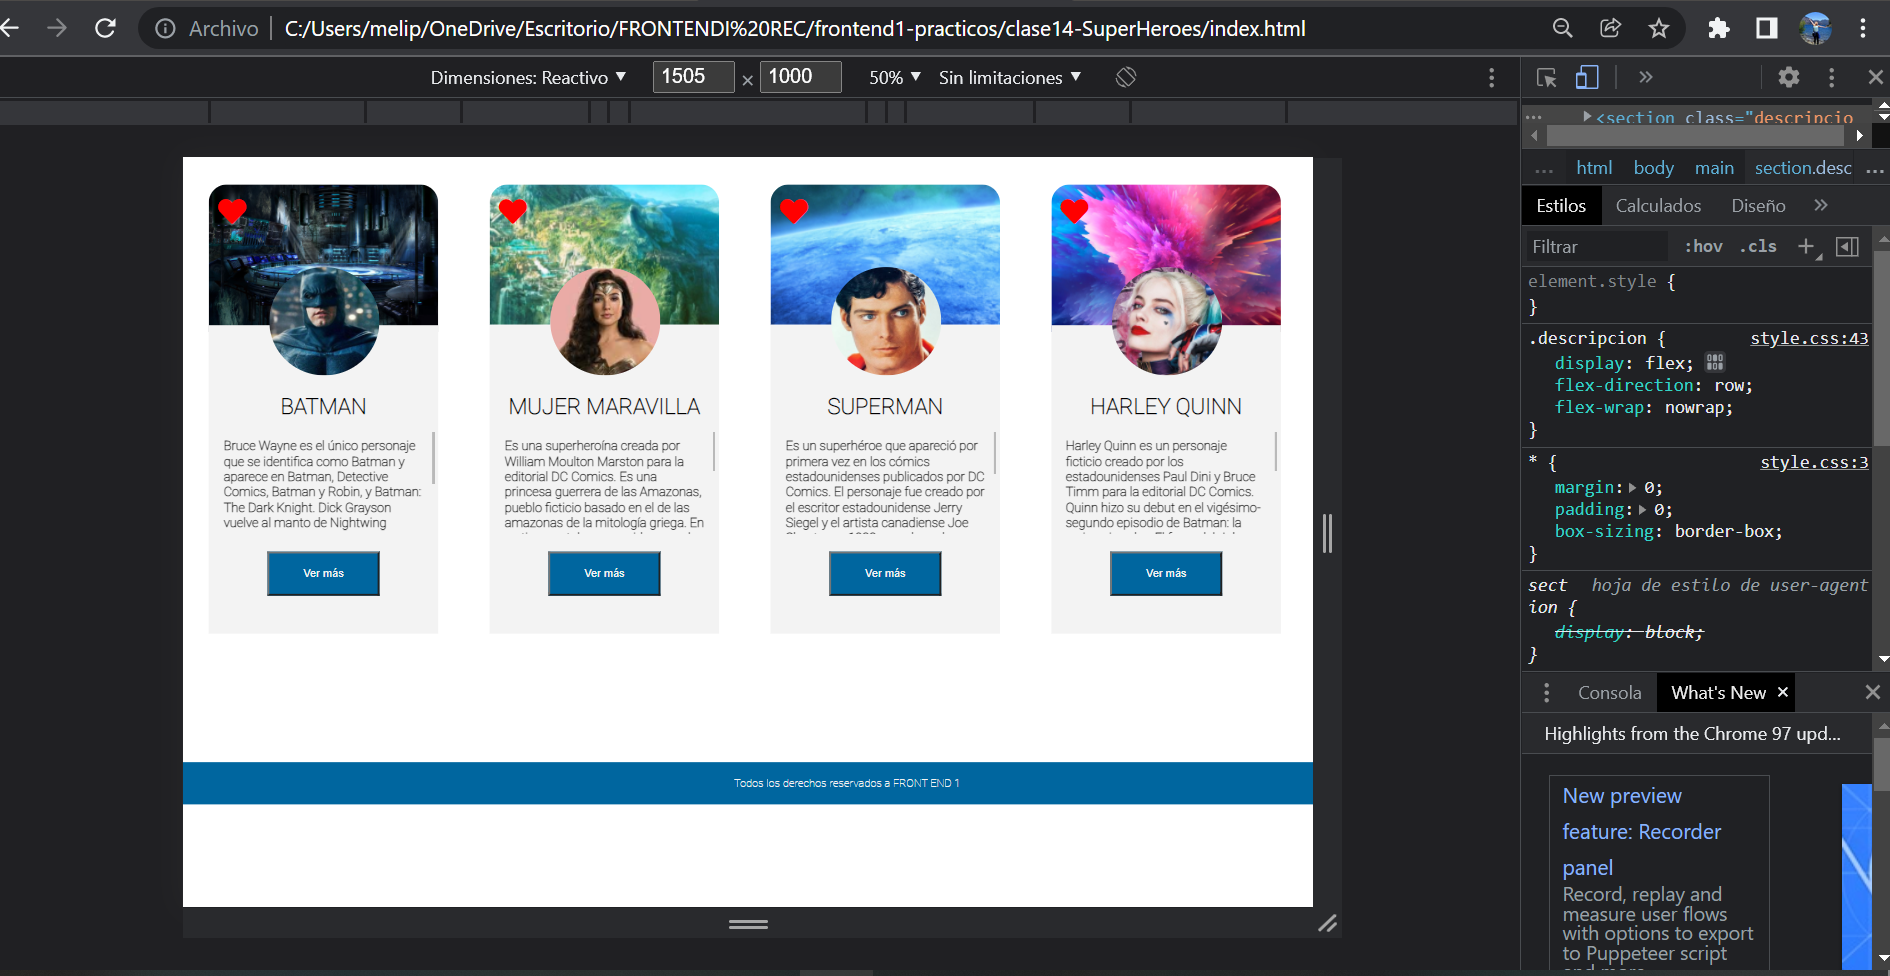 Archivo
C:/Users/melip/OneDrive/Escritorio/FRONTENDI%20REC/frontend1-practicos/clase14-SuperHeroes/index.html
Dimensiones: Reactivo ▼ 1505 × 1000 50% ▼ Sin limitaciones ▼
<section class="descripcio
... html body main section.desc ...
Estilos Calculados Diseño »
Filtrar :hov .cls +
element.style {
}
.descripcion { style.css:43
display: flex;
flex-direction: row;
flex-wrap: nowrap;
}
* { style.css:3
margin: 0;
padding: 0;
box-sizing: border-box;
}
sect hoja de estilo de user-agent
ion {
display: block;
}
Consola What's New ×
Highlights from the Chrome 97 upd...
New preview
feature: Recorder
panel
Record, replay and
measure user flows
with options to export
to Puppeteer script
BATMAN
Bruce Wayne es el único personaje
que se identifica como Batman y
aparece en Batman, Detective
Comics, Batman y Robin, y Batman:
The Dark Knight. Dick Grayson
vuelve al manto de Nightwing
Ver más
MUJER MARAVILLA
Es una superheroína creada por
William Moulton Marston para la
editorial DC Comics. Es una
princesa guerrera de las Amazonas,
pueblo ficticio basado en el de las
amazonas de la mitología griega. En
Ver más
SUPERMAN
Es un superhéroe que apareció por
primera vez en los cómics
estadounidenses publicados por DC
Comics. El personaje fue creado por
el escritor estadounidense Jerry
Siegel y el artista canadiense Joe
Ver más
HARLEY QUINN
Harley Quinn es un personaje
ficticio creado por los
estadounidenses Paul Dini y Bruce
Timm para la editorial DC Comics.
Quinn hizo su debut en el vigésimo-
segundo episodio de Batman: la
Ver más
Todos los derechos reservados a FRONT END 1